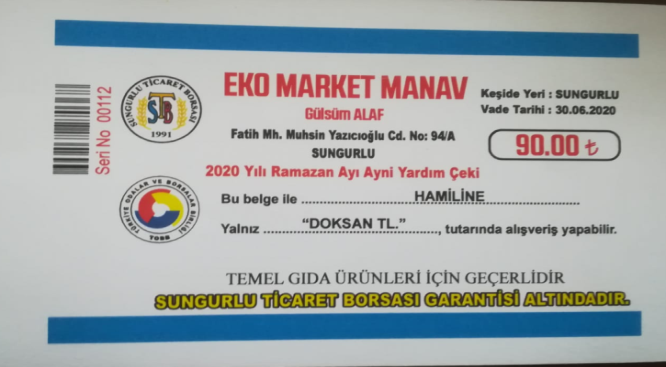 EKO MARKET MANAV
Gülsüm ALAF
Fatih Mh. Muhsin Yazıcıoğlu Cd. No: 94/A
SUNGURLU
Keşide Yeri : SUNGURLU
Vade Tarihi : 30.06.2020
90.00 ₺
Seri No 00112
SUNGURLU TİCARET BORSASI
STB
1991
2020 Yılı Ramazan Ayı Ayni Yardım Çeki
Bu belge ile ........ HAMİLİNE ........
Yalnız ........ “DOKSAN TL.” ........, tutarında alışveriş yapabilir.
TÜRKİYE ODALAR VE BORSALAR BİRLİĞİ
TOBB
TEMEL GIDA ÜRÜNLERİ İÇİN GEÇERLİDİR
SUNGURLU TİCARET BORSASI GARANTİSİ ALTINDADIR.